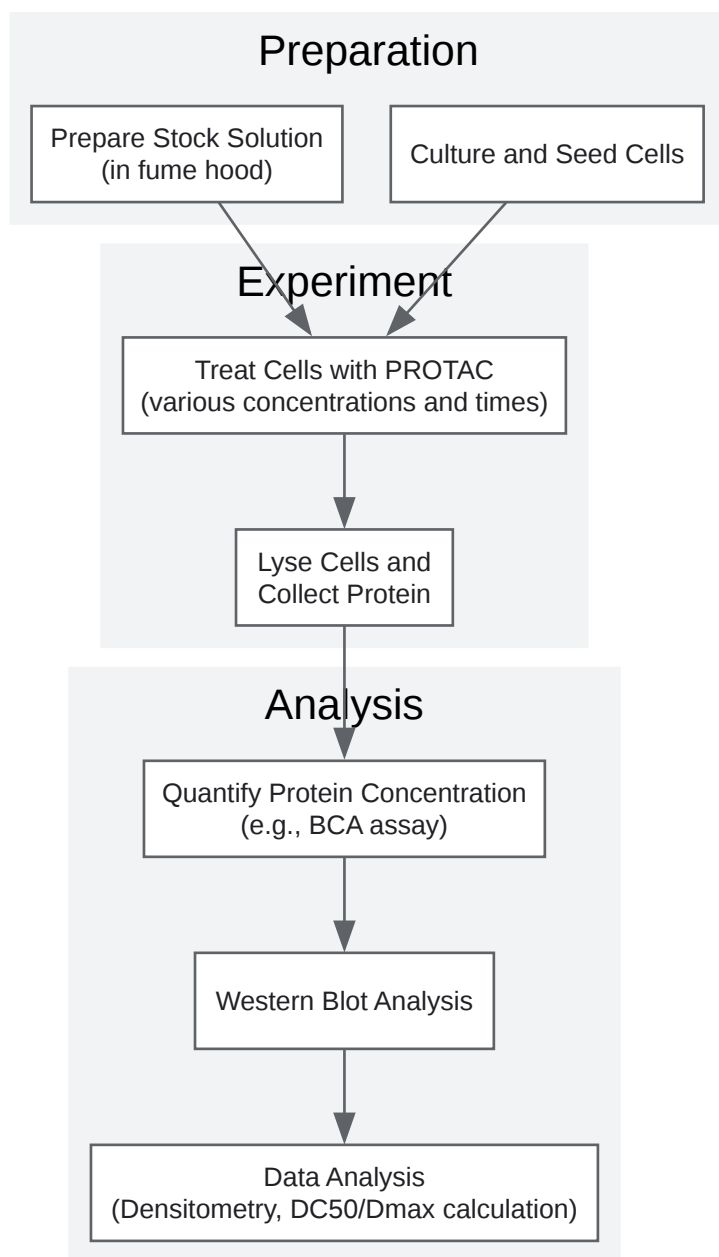 Preparation
Prepare Stock Solution
(in fume hood)
Culture and Seed Cells
Experiment
Treat Cells with PROTAC
(various concentrations and times)
Lyse Cells and
Collect Protein
Analysis
Quantify Protein Concentration
(e.g., BCA assay)
Western Blot Analysis
Data Analysis
(Densitometry, DC50/Dmax calculation)